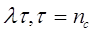 λτ, τ = n_c